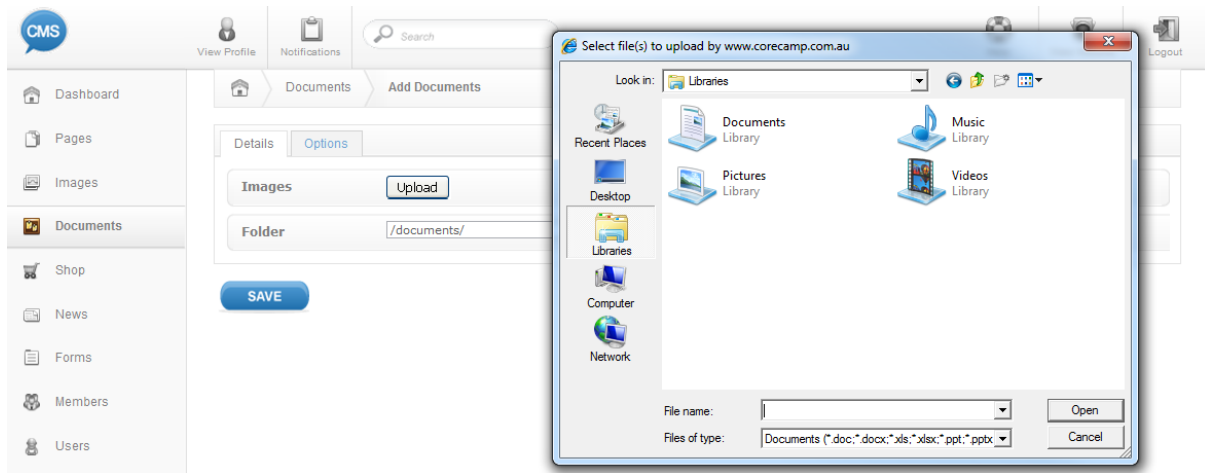 CMS
View Profile
Notifications
Search
Logout
Dashboard
Pages
Images
Documents
Shop
News
Forms
Members
Users
Documents
Add Documents
Details
Options
Images
Upload
Folder
/documents/
SAVE
Select file(s) to upload by www.corecamp.com.au
Look in:
Libraries
Recent Places
Desktop
Libraries
Computer
Network
Documents
Library
Music
Library
Pictures
Library
Videos
Library
File name:
Open
Files of type:
Documents (*.doc;*.docx;*.xls;*.xlsx;*.ppt;*.pptx
Cancel